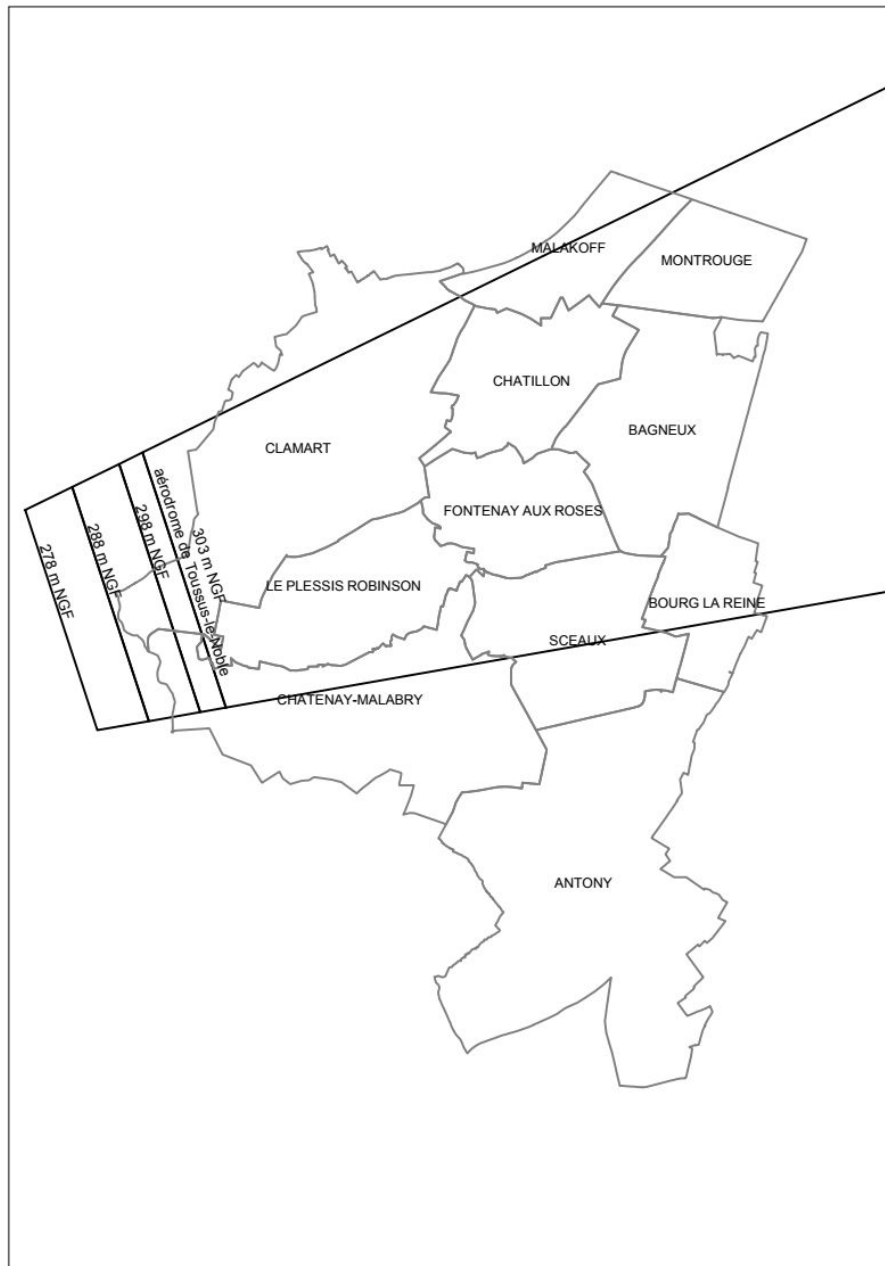 MALAKOFF
MONTROUGE
CHATILLON
BAGNEUX
CLAMART
FONTENAY AUX ROSES
LE PLESSIS ROBINSON
BOURG LA REINE
SCEAUX
CHATENAY-MALABRY
ANTONY
278 m NGF
288 m NGF
298 m NGF
aérodrome de Toussus-le-Noble
303 m NGF